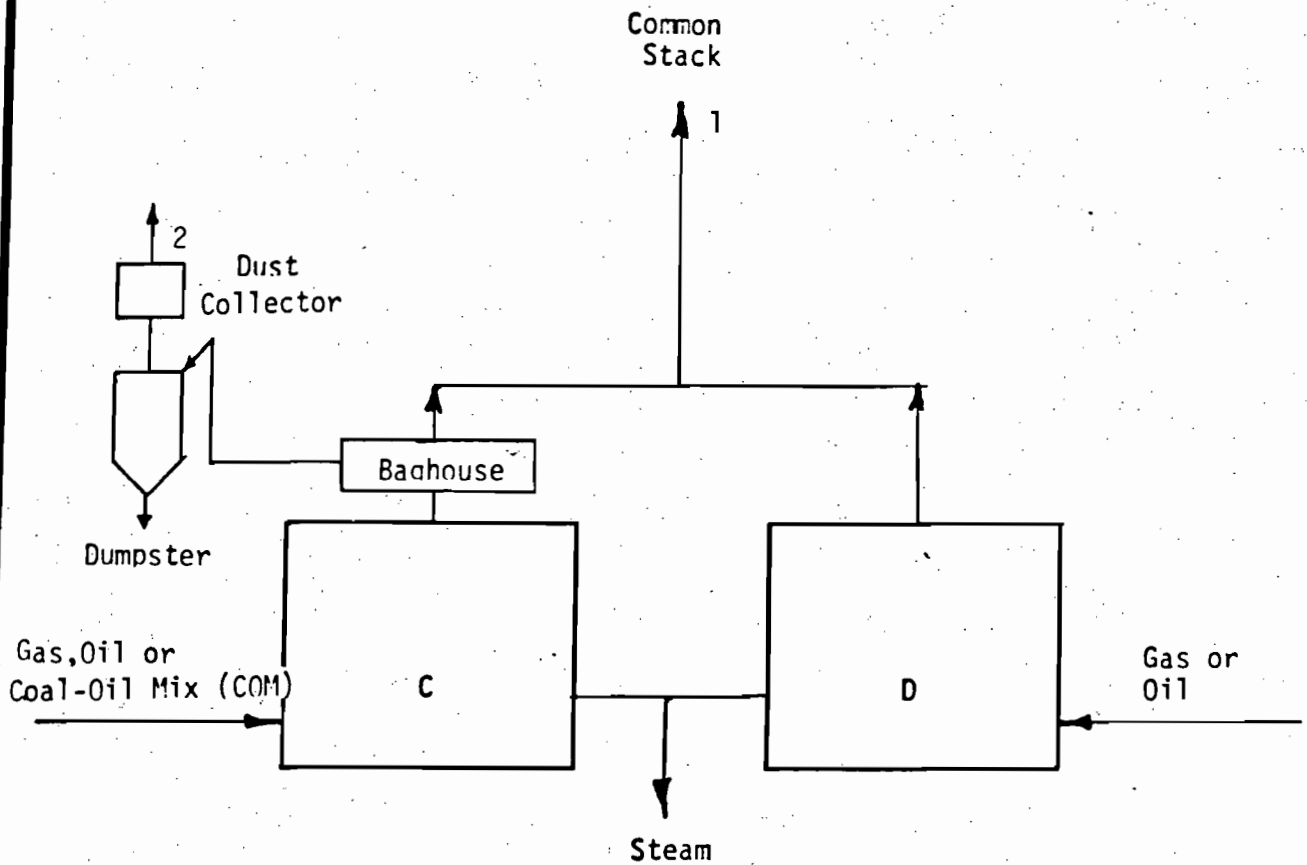 Common
Stack
1
2
Dust
Collector
Baghouse
Dumpster
Gas,Oil or
Coal-Oil Mix (COM)
C
D
Gas or
Oil
Steam